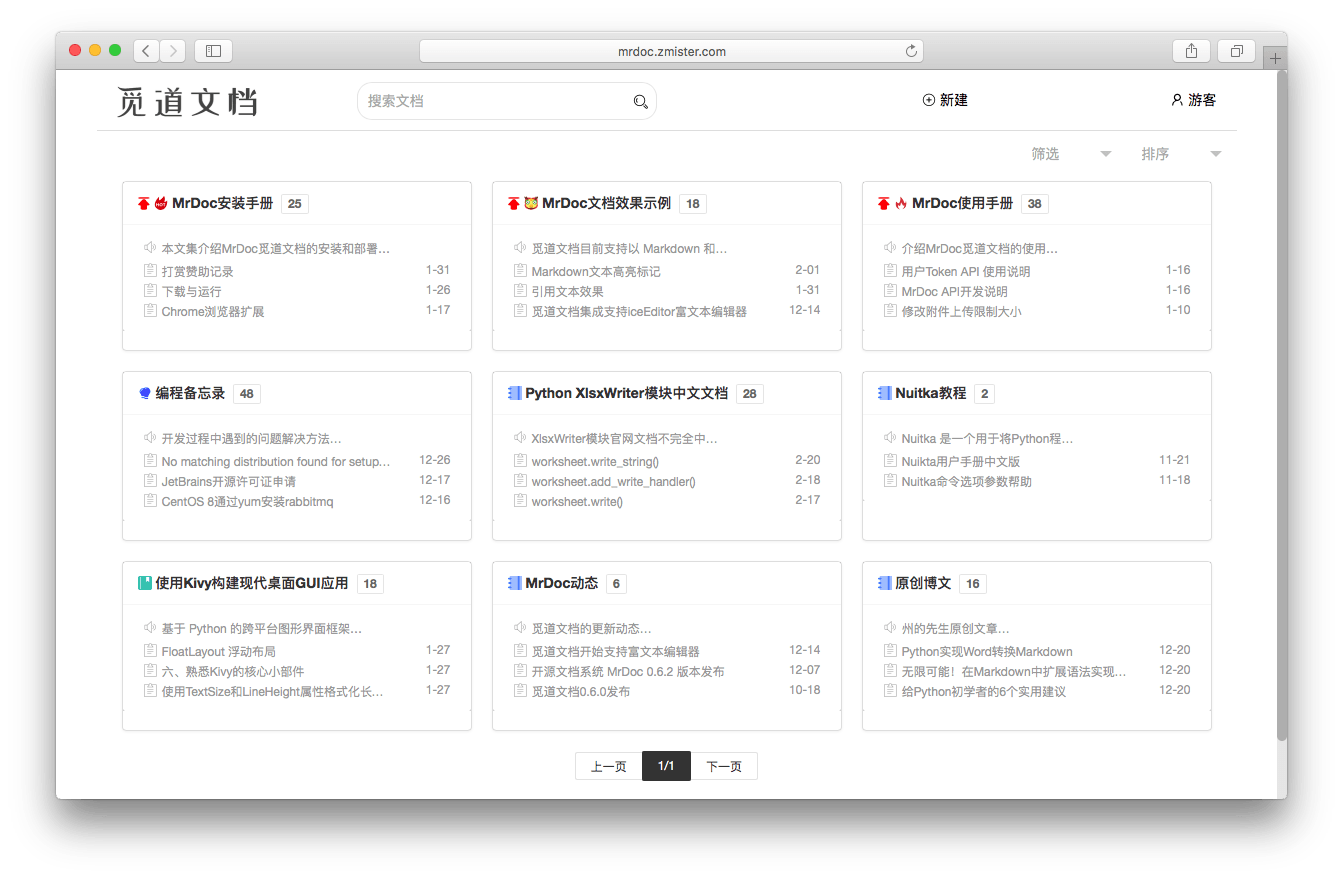 mrdoc.zmister.com
觅道文档
搜索文档
新建
游客
筛选
排序
HOT
MrDoc安装手册 25
本文集介绍MrDoc觅道文档的安装和部署...
打赏赞助记录 1-31
下载与运行 1-26
Chrome浏览器扩展 1-17
MrDoc文档效果示例 18
觅道文档目前支持以 Markdown 和...
Markdown文本高亮标记 2-01
引用文本效果 1-31
觅道文档集成支持iceEditor富文本编辑器 12-14
MrDoc使用手册 38
介绍MrDoc觅道文档的使用...
用户Token API 使用说明 1-16
MrDoc API开发说明 1-16
修改附件上传限制大小 1-10
编程备忘录 48
开发过程中遇到的问题解决方法...
No matching distribution found for setup... 12-26
JetBrains开源许可证申请 12-17
CentOS 8通过yum安装rabbitmq 12-16
Python XlsxWriter模块中文文档 28
XlsxWriter模块官网文档不完全中...
worksheet.write_string() 2-20
worksheet.add_write_handler() 2-18
worksheet.write() 2-17
Nuitka教程 2
Nuitka 是一个用于将Python程...
Nuikta用户手册中文版 11-21
Nuitka命令选项参数帮助 11-18
使用Kivy构建现代桌面GUI应用 18
基于 Python 的跨平台图形界面框架...
FloatLayout 浮动布局 1-27
六、熟悉Kivy的核心小部件 1-27
使用TextSize和LineHeight属性格式化长... 1-27
MrDoc动态 6
觅道文档的更新动态...
觅道文档开始支持富文本编辑器 12-14
开源文档系统 MrDoc 0.6.2 版本发布 12-07
觅道文档0.6.0发布 10-18
原创博文 16
州的先生原创文章...
Python实现Word转换Markdown 12-20
无限可能！在Markdown中扩展语法实现... 12-20
给Python初学者的6个实用建议 12-20
上一页 1/1 下一页